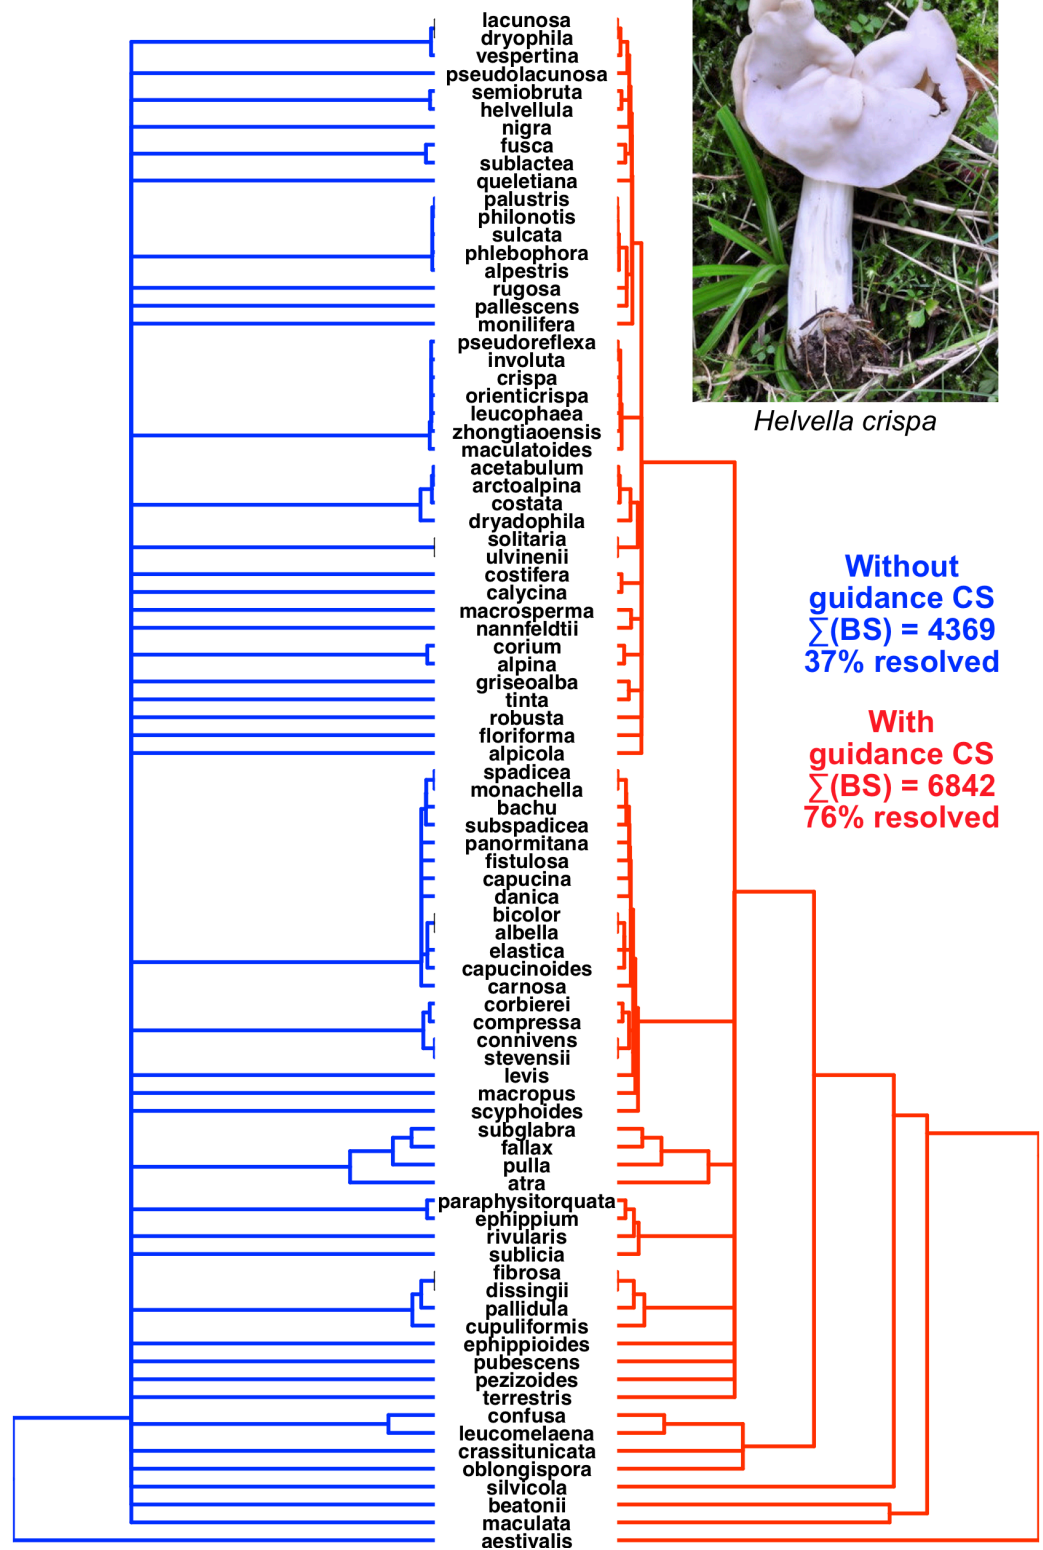 lacunosa
dryophila
vespertina
pseudolacunosa
semiobruta
helvellula
nigra
fusca
sublactea
queletiana
palustris
philonotis
sulcata
phlebophora
alpestris
rugosa
pallescens
monilifera
pseudoreflexa
involuta
crispa
orienticrispa
leucophaea
zhongtiaoensis
maculatoides
acetabulum
arctoalpina
costata
dryadophila
solitaria
ulvinenii
costifera
calycina
macrosperma
nannfeldtii
corium
alpina
griseoalba
tinta
robusta
floriforma
alpicola
spadicea
monachella
bachu
subspadicea
panormitana
fistulosa
capucina
danica
bicolor
albella
elastica
capucinoides
carnosa
corbierei
compressa
connivens
stevensii
levis
macropus
scyphoides
subglabra
fallax
pulla
atra
paraphysitorquata
ephippium
rivularis
sublicia
fibrosa
dissingii
pallidula
cupuliformis
ephippioides
pubescens
pezizoides
terrestris
confusa
leucomelaena
crassitunicata
oblongispora
silvicola
beatonii
maculata
aestivalis
Helvella crispa
Without
guidance CS
∑(BS) = 4369
37% resolved
With
guidance CS
∑(BS) = 6842
76% resolved